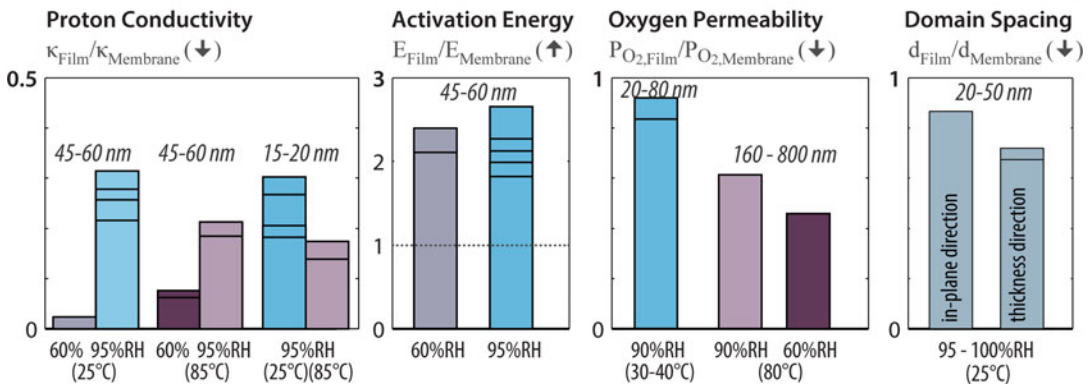 Proton Conductivity
κFilm/κMembrane(↓)
0.5
0
45-60 nm
45-60 nm
15-20 nm
60% 95%RH
(25°C)
60% 95%RH
(85°C)
95%RH
(25°C)(85°C)
Activation Energy
EFilm/EMembrane(↑)
3
2
1
0
45-60 nm
60%RH
95%RH
Oxygen Permeability
PO2,Film/PO2,Membrane(↓)
1
0
20-80 nm
160 - 800 nm
90%RH
(30-40°C)
90%RH 60%RH
(80°C)
Domain Spacing
dFilm/dMembrane(↓)
1
0
20-50 nm
in-plane direction
thickness direction
95 - 100%RH
(25°C)